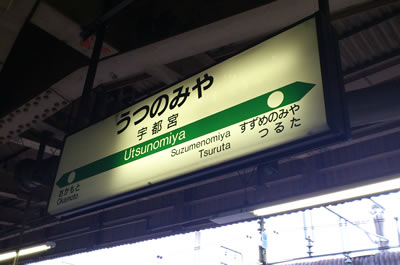 うつのみや
宇都宮
Utsunomiya
すずめのみや
つるた
Suzumenomiya
Tsuruta
おかもと
Okamoto